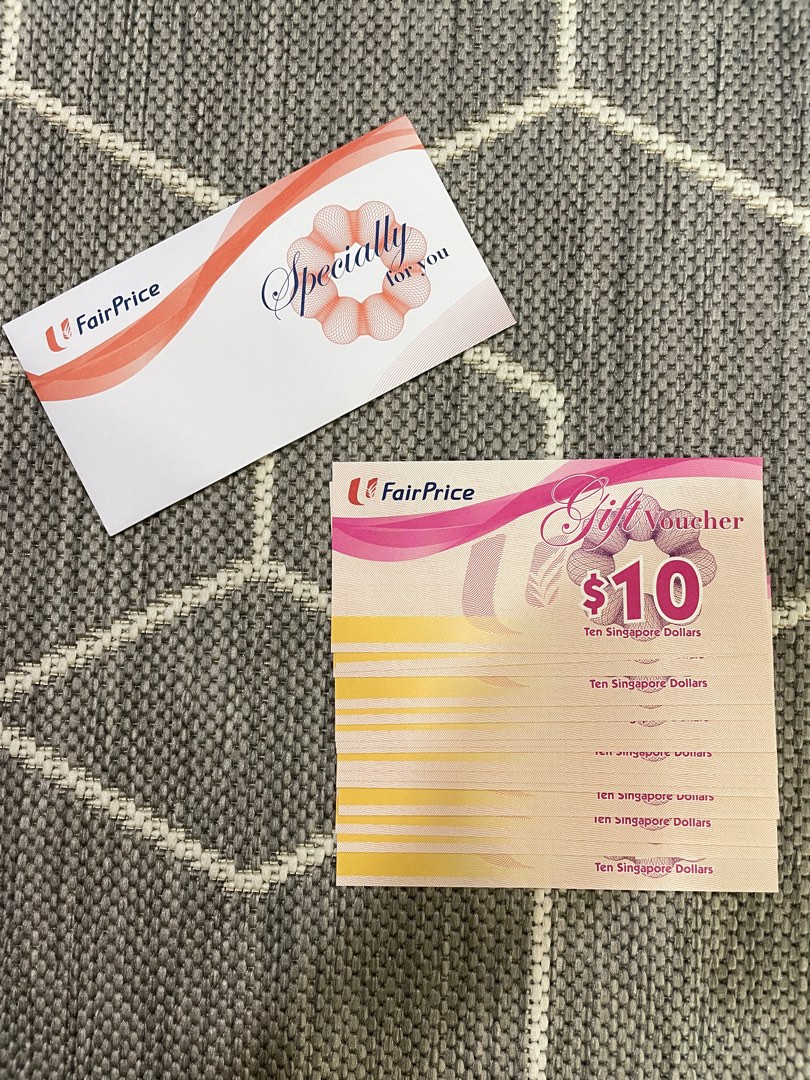 FairPrice
Specially
for you
FairPrice
Gift Voucher
$10
Ten Singapore Dollars
Ten Singapore Dollars
Ten Singapore Dollars
Ten Singapore Dollars
Ten Singapore Dollars
Ten Singapore Dollars